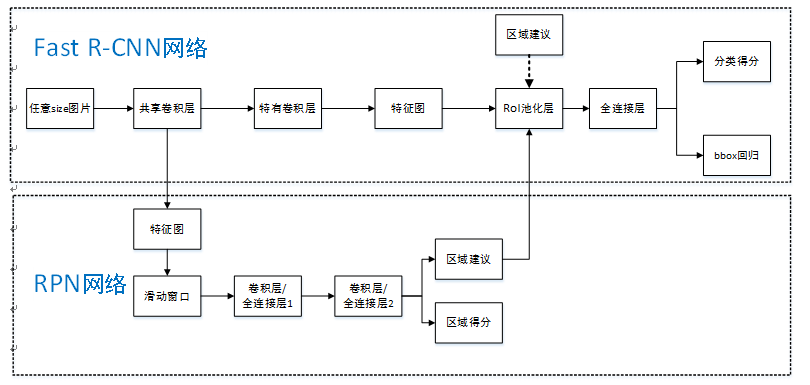 Fast R-CNN网络
区域建议
分类得分
任意size图片
共享卷积层
特有卷积层
特征图
RoI池化层
全连接层
bbox回归
特征图
RPN网络
区域建议
滑动窗口
卷积层/
全连接层1
卷积层/
全连接层2
区域得分